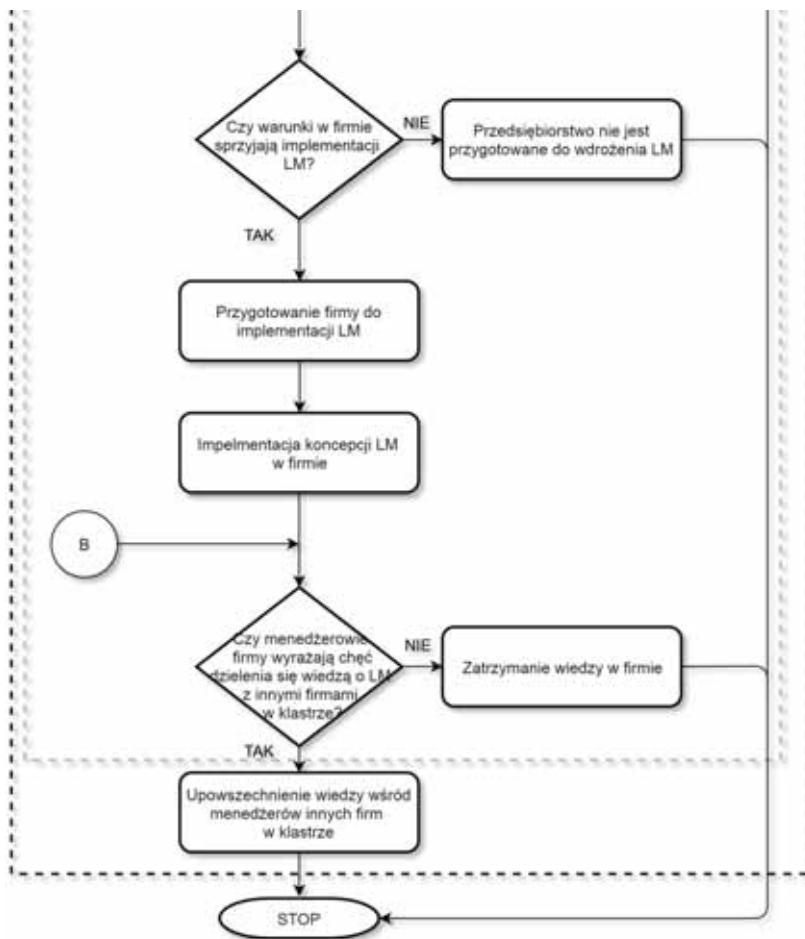 Czy warunki w firmie
sprzyjają implementacji
LM?
NIE
Przedsiębiorstwo nie jest
przygotowane do wdrożenia LM
TAK
Przygotowanie firmy do
implementacji LM
Impelmentacja koncepcji LM
w firmie
B
Czy menedżerowie
firmy wyrażają chęć
dzielenia się wiedzą o LM
z innymi firmami
w klastrze?
NIE
Zatrzymanie wiedzy w firmie
TAK
Upowszechnienie wiedzy wśród
menedżerów innych firm
w klastrze
STOP